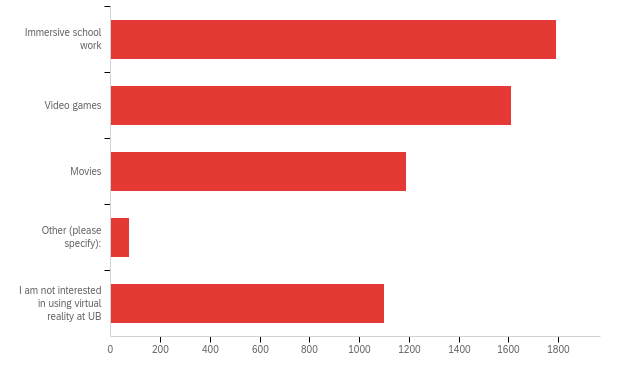 Immersive school
work
Video games
Movies
Other (please
specify):
I am not interested
in using virtual
reality at UB
0 200 400 600 800 1000 1200 1400 1600 1800